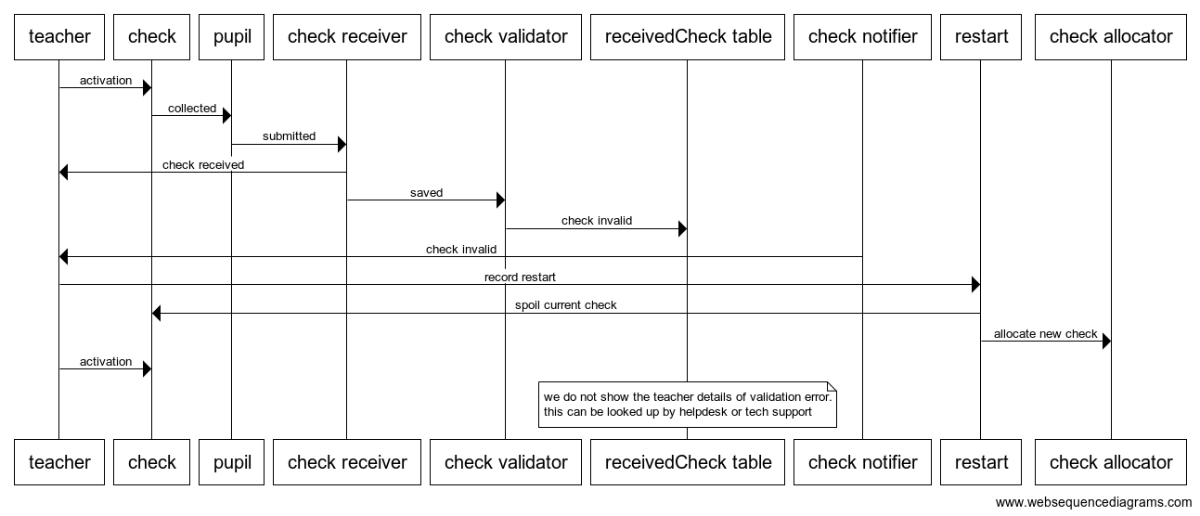 teacher check pupil check receiver check validator receivedCheck table check notifier restart check allocator
activation
collected
submitted
check received
saved
check invalid
check invalid
record restart
spoil current check
allocate new check
activation
we do not show the teacher details of validation error.
this can be looked up by helpdesk or tech support
teacher check pupil check receiver check validator receivedCheck table check notifier restart check allocator
www.websequencediagrams.com